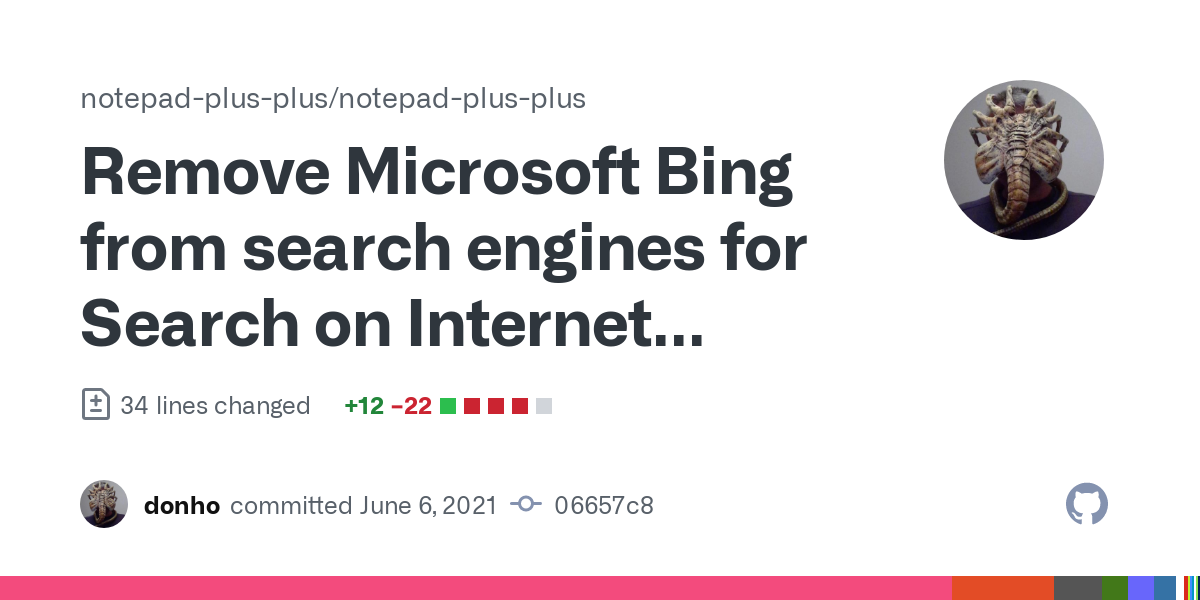 notepad-plus-plus/notepad-plus-plus
Remove Microsoft Bing
from search engines for
Search on Internet...
34 lines changed +12 −22
donho committed June 6, 2021 06657c8